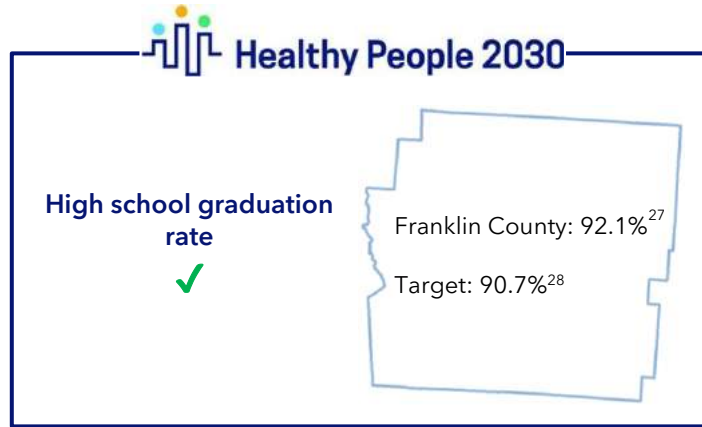 Healthy People 2030
High school graduation
rate
✓
Franklin County: 92.1%27
Target: 90.7%28